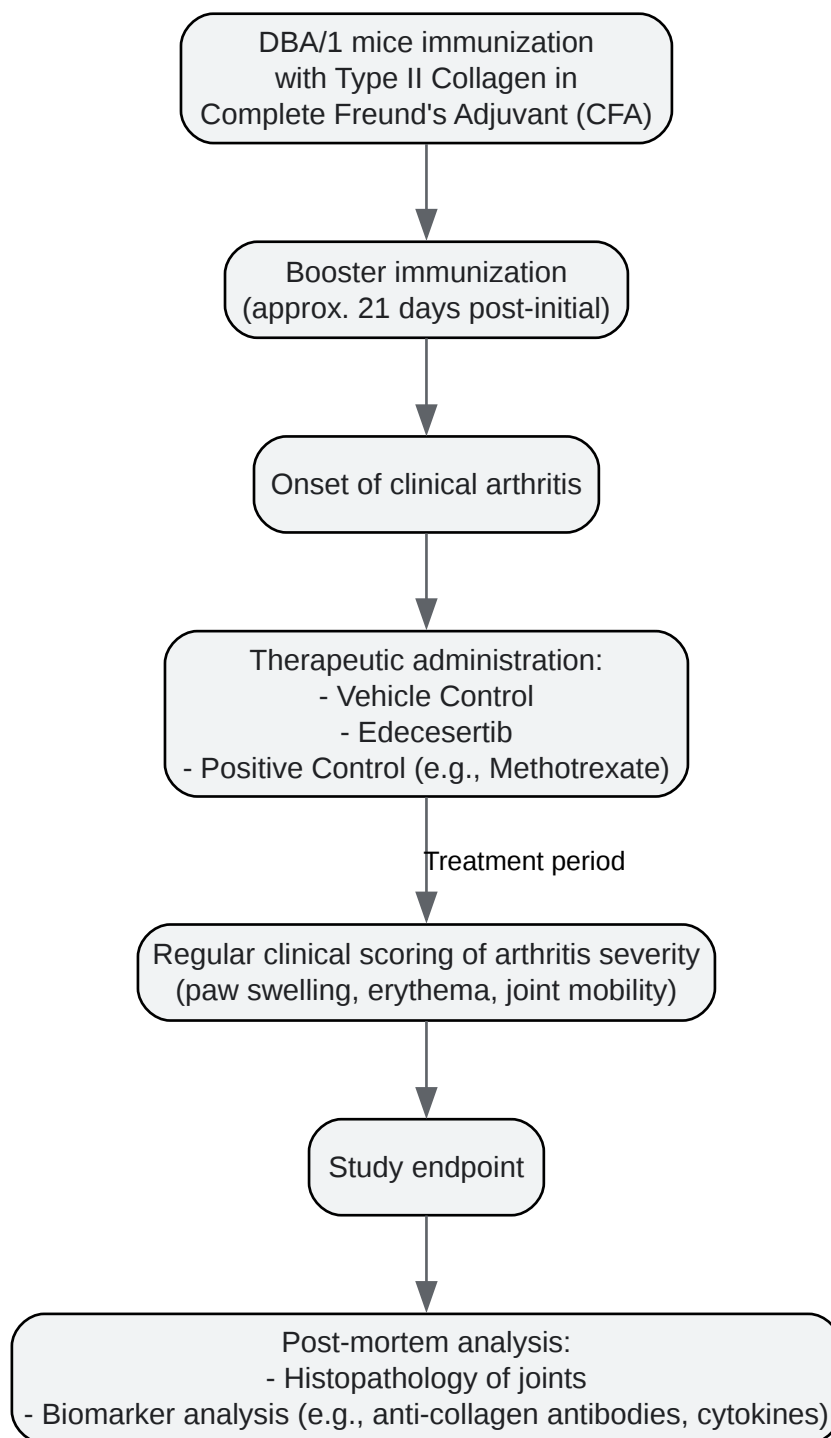 DBA/1 mice immunization
with Type II Collagen in
Complete Freund's Adjuvant (CFA)
Booster immunization
(approx. 21 days post-initial)
Onset of clinical arthritis
Therapeutic administration:
- Vehicle Control
- Edecesertib
- Positive Control (e.g., Methotrexate)
Treatment period
Regular clinical scoring of arthritis severity
(paw swelling, erythema, joint mobility)
Study endpoint
Post-mortem analysis:
- Histopathology of joints
- Biomarker analysis (e.g., anti-collagen antibodies, cytokines)